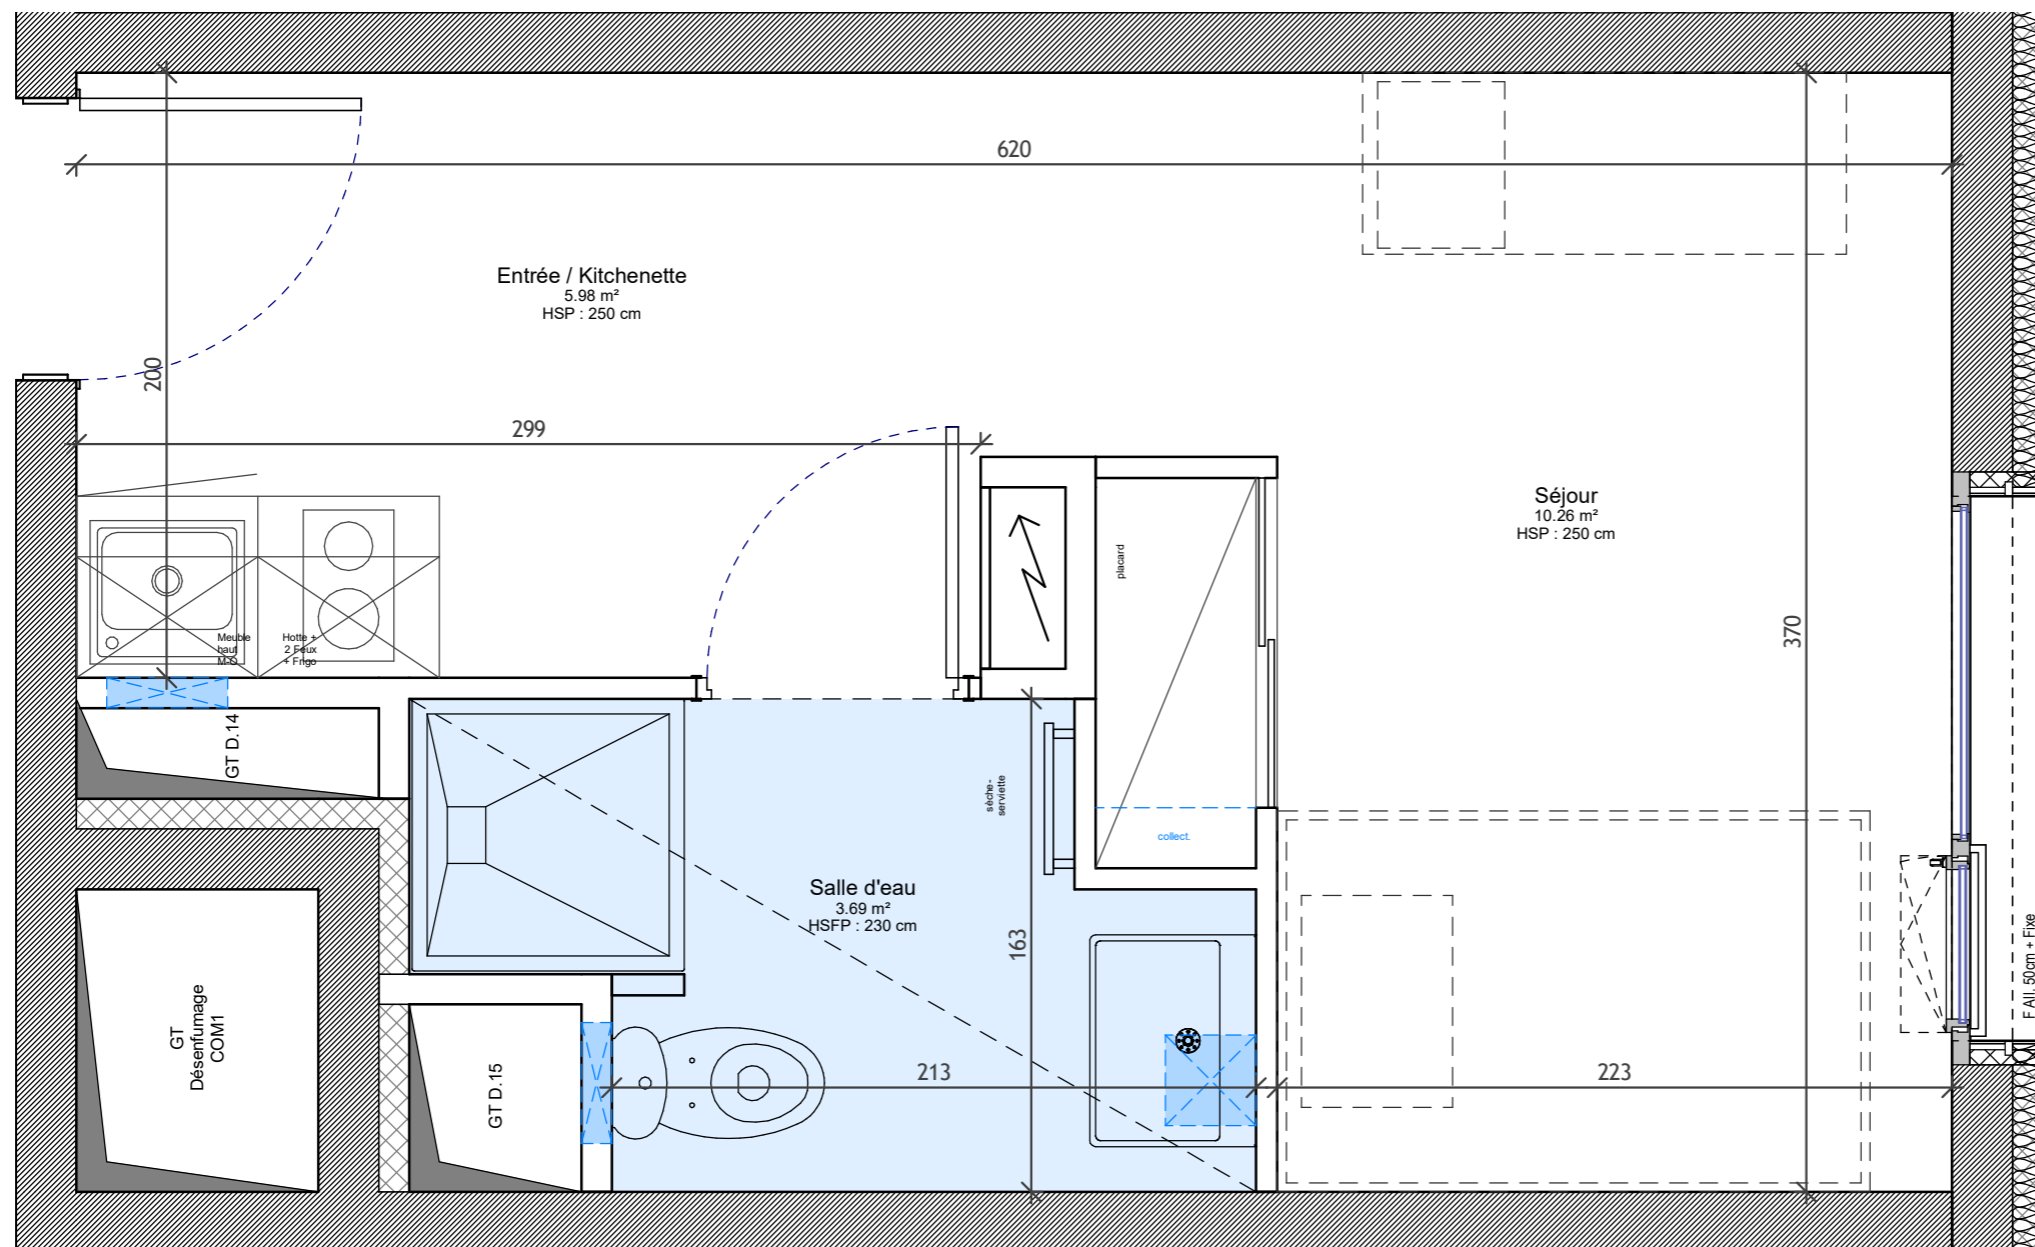 620
Entrée / Kitchenette
5.98 m²
HSP : 250 cm
200
299
Séjour
10.26 m²
HSP : 250 cm
placard
370
Meuble
haut
M-O
Hotte +
2 Feux
+ Frigo
GT D.14
sèche-
serviette
collect.
Salle d'eau
3.69 m²
HSFP : 230 cm
163
F All. 50cm + Fixe
GT
Désenfumage
COM1
GT D.15
213
223